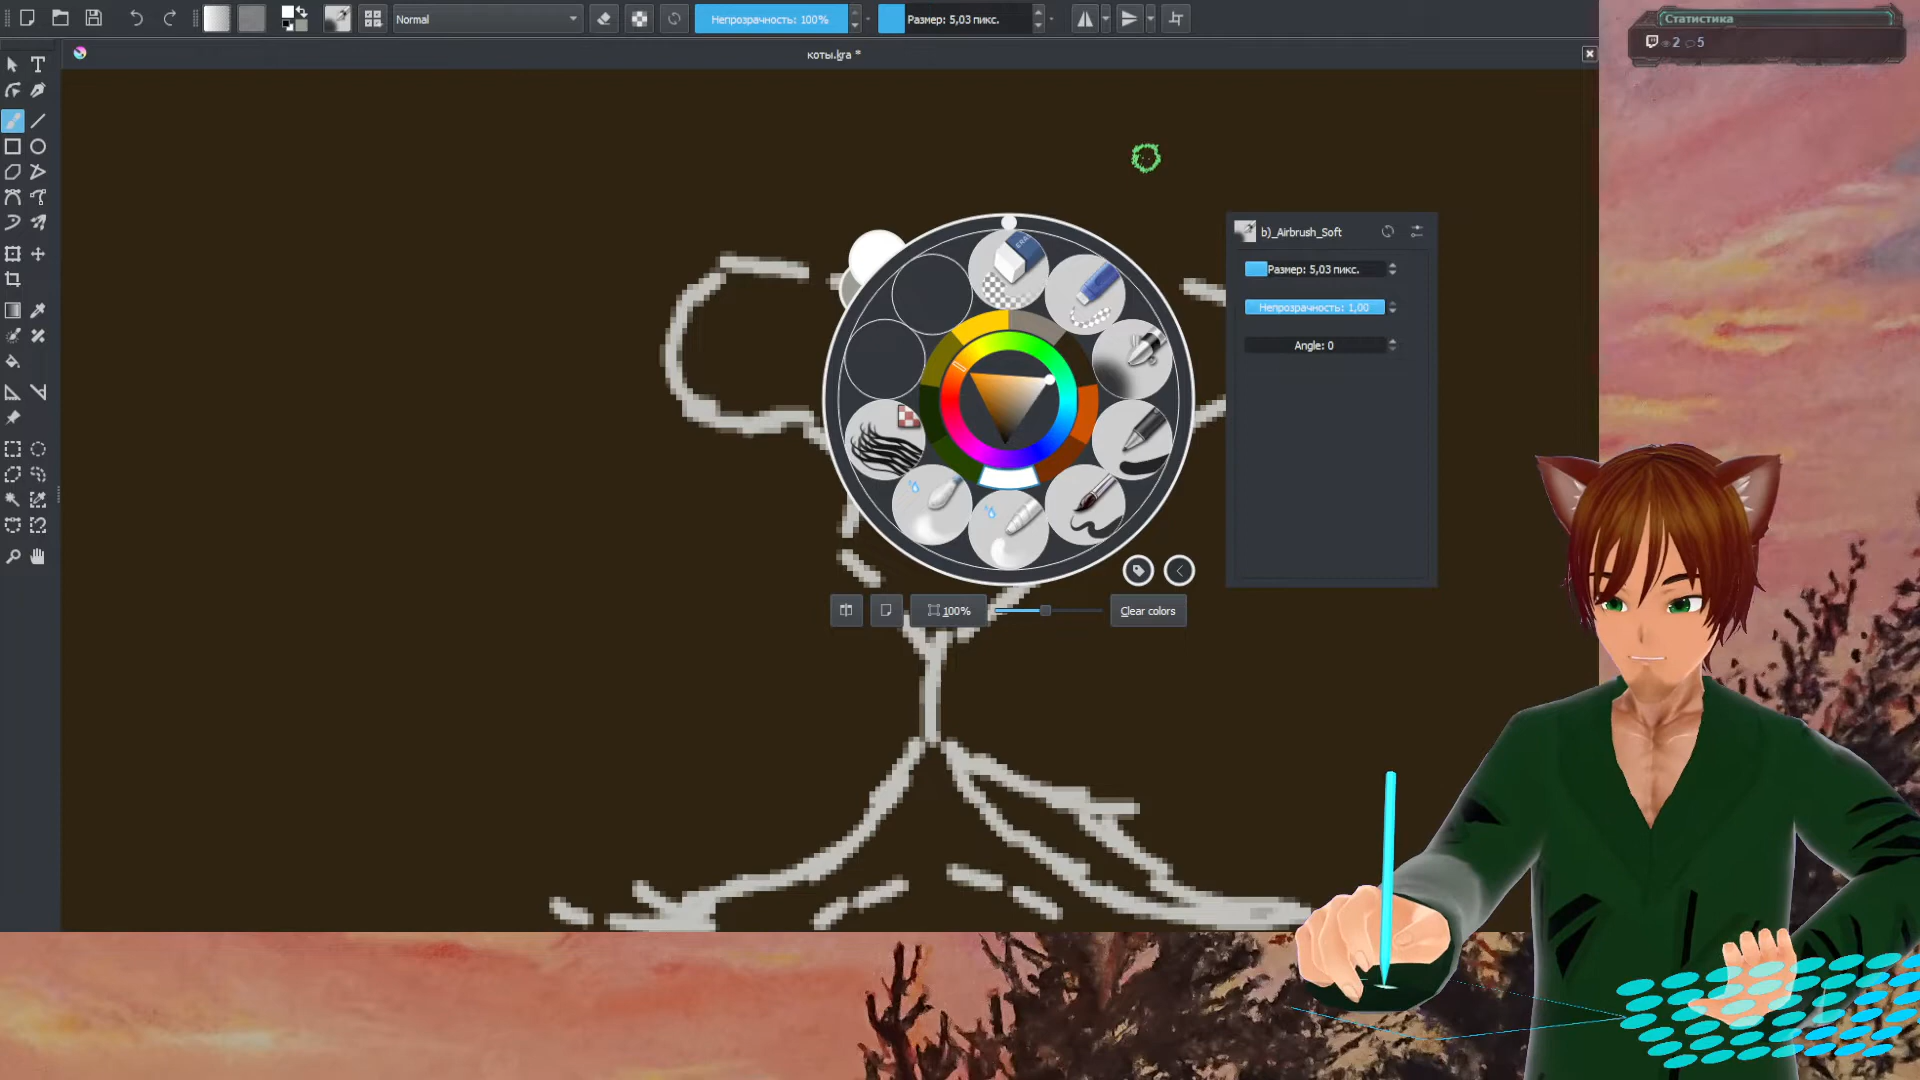 Normal
Непрозрачность: 100%
Размер: 5,03 пикс.
Статистика
2 5
коты.kra *
b)_Airbrush_Soft
Размер: 5,03 пикс.
Непрозрачность: 1,00
Angle: 0
100%
Clear colors